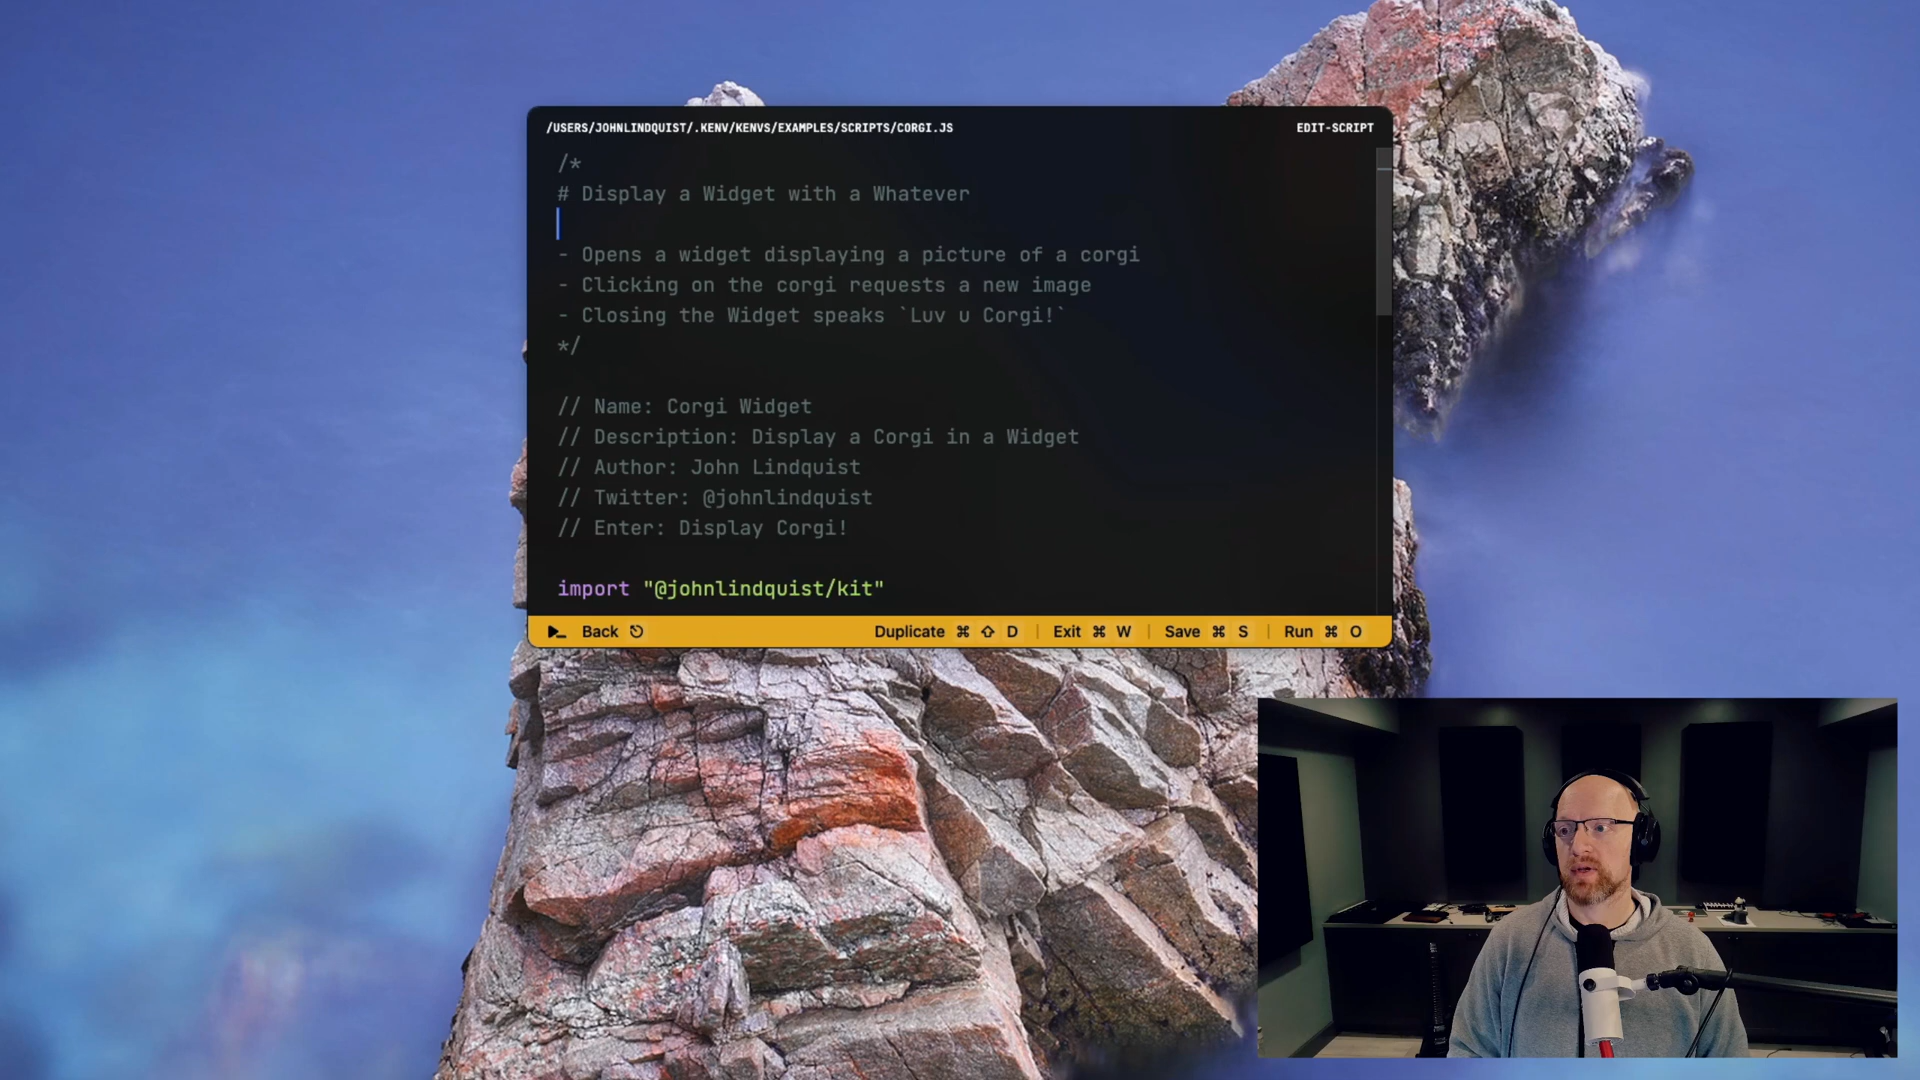 /USERS/JOHNLINDQUIST/.KENV/KENVS/EXAMPLES/SCRIPTS/CORGI.JS
EDIT-SCRIPT
/*
# Display a Widget with a Whatever
- Opens a widget displaying a picture of a corgi
- Clicking on the corgi requests a new image
- Closing the Widget speaks `Luv u Corgi!`
*/
// Name: Corgi Widget
// Description: Display a Corgi in a Widget
// Author: John Lindquist
// Twitter: @johnlindquist
// Enter: Display Corgi!
import "@johnlindquist/kit"
Back Duplicate ⌘ ⇧ D | Exit ⌘ W | Save ⌘ S | Run ⌘ O